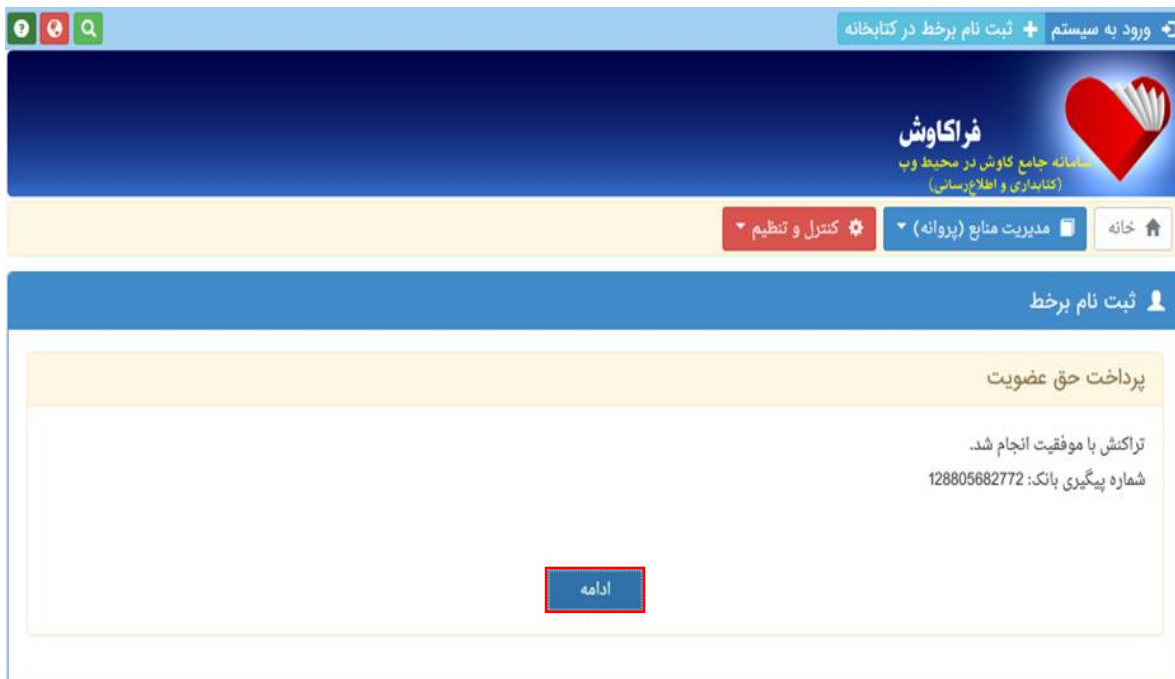 ورود به سیستم
ثبت نام برخط در کتابخانه
فراکاوش
سامانه جامع کاوش در محیط وب
(کتابداری و اطلاع‌رسانی)
خانه
مدیریت منابع (پروانه)
کنترل و تنظیم
ثبت نام برخط
پرداخت حق عضویت
تراکنش با موفقیت انجام شد.
شماره پیگیری بانک: 128805682772
ادامه